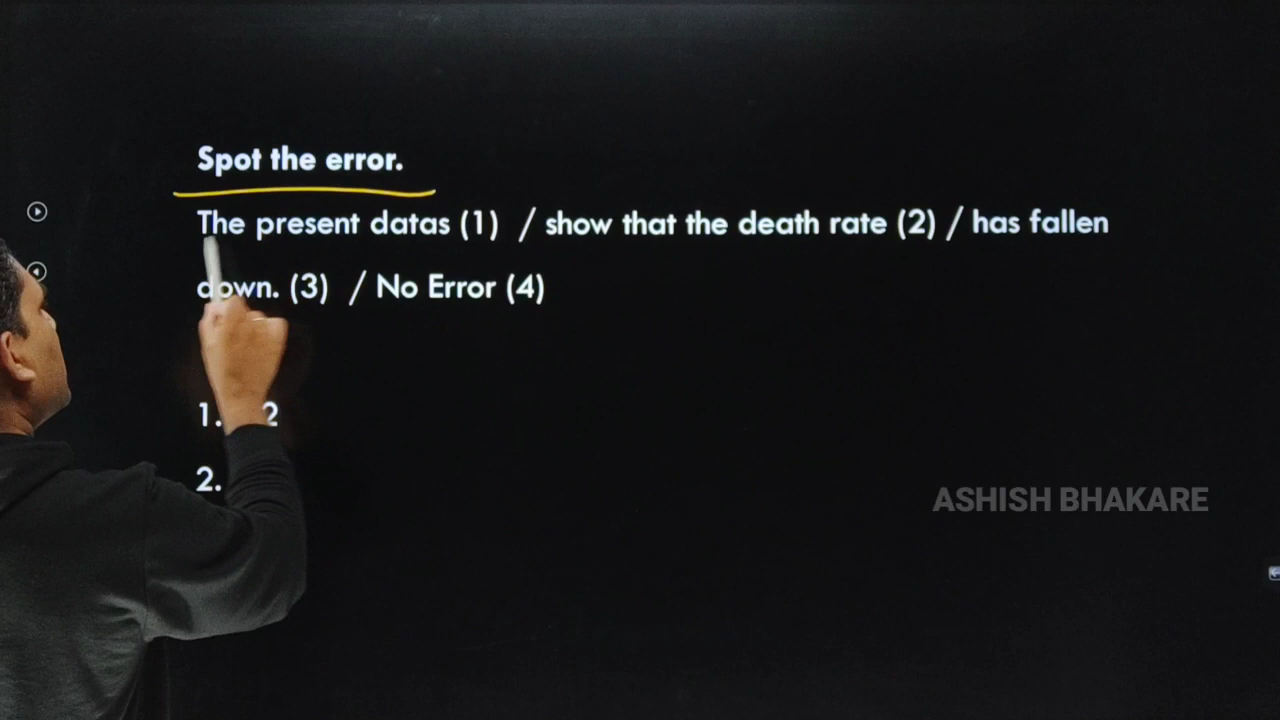 Spot the error.
The present datas (1) / show that the death rate (2) / has fallen
down. (3) / No Error (4)
1. 2
2.
ASHISH BHAKARE